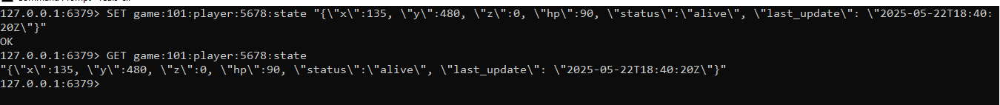 127.0.0.1:6379> SET game:101:player:5678:state "{\"x\":135, \"y\":480, \"z\":0, \"hp\":90, \"status\":\"alive\", \"last_update\": \"2025-05-22T18:40:
20Z\"}"
OK
127.0.0.1:6379> GET game:101:player:5678:state
"{\"x\":135, \"y\":480, \"z\":0, \"hp\":90, \"status\":\"alive\", \"last_update\": \"2025-05-22T18:40:20Z\"}"
127.0.0.1:6379>